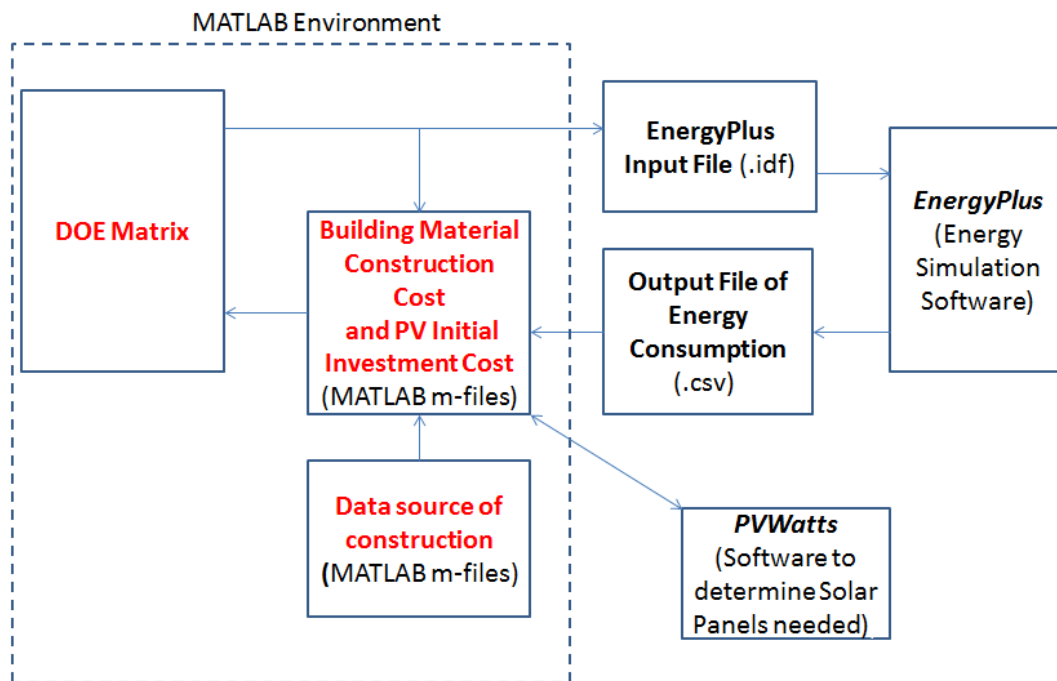 MATLAB Environment
DOE Matrix
Building Material
Construction
Cost
and PV Initial
Investment Cost
(MATLAB m-files)
Data source of
construction
(MATLAB m-files)
EnergyPlus
Input File (.idf)
EnergyPlus
(Energy
Simulation
Software)
Output File of
Energy
Consumption
(.csv)
PVWatts
(Software to
determine Solar
Panels needed)